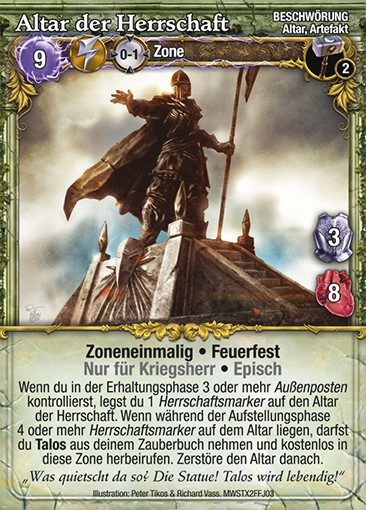 Altar der Herrschaft
BESCHWÖRUNG
Altar, Artefakt
9
0-1
Zone
2
3
8
Zoneneinmalig • Feuerfest
Nur für Kriegsherr • Episch
Wenn du in der Erhaltungsphase 3 oder mehr Außenposten
kontrollierst, legst du 1 Herrschaftsmarker auf den Altar
der Herrschaft. Wenn während der Aufstellungsphase
4 oder mehr Herrschaftsmarker auf dem Altar liegen, darfst
du Talos aus deinem Zauberbuch nehmen und kostenlos in
diese Zone herbeirufen. Zerstöre den Altar danach.
„Was quietscht da so? Die Statue! Talos wird lebendig!“
Illustration: Peter Tikos & Richard Vass. MWSTX2FFJ03